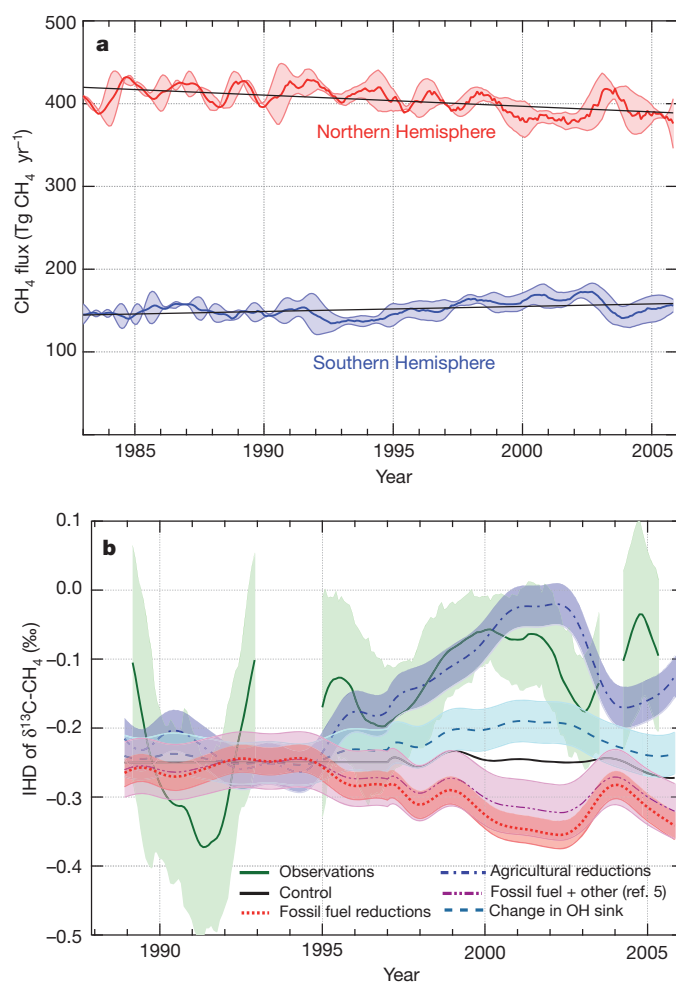 a
500
400
300
200
100
CH₄ flux (Tg CH₄ yr⁻¹)
Northern Hemisphere
Southern Hemisphere
1985 1990 1995 2000 2005
Year
b
0.1
0.0
−0.1
−0.2
−0.3
−0.4
−0.5
IHD of δ¹³C-CH₄ (‰)
Observations
Control
Fossil fuel reductions
Agricultural reductions
Fossil fuel + other (ref. 5)
Change in OH sink
1990 1995 2000 2005
Year